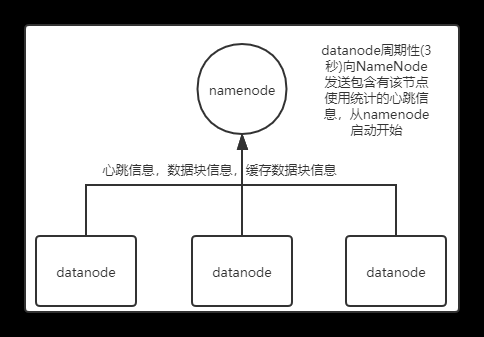 datanode周期性(3
秒)向NameNode
发送包含有该节点
使用统计的心跳信
息，从namenode
启动开始
namenode
心跳信息，数据块信息，缓存数据块信息
datanode
datanode
datanode